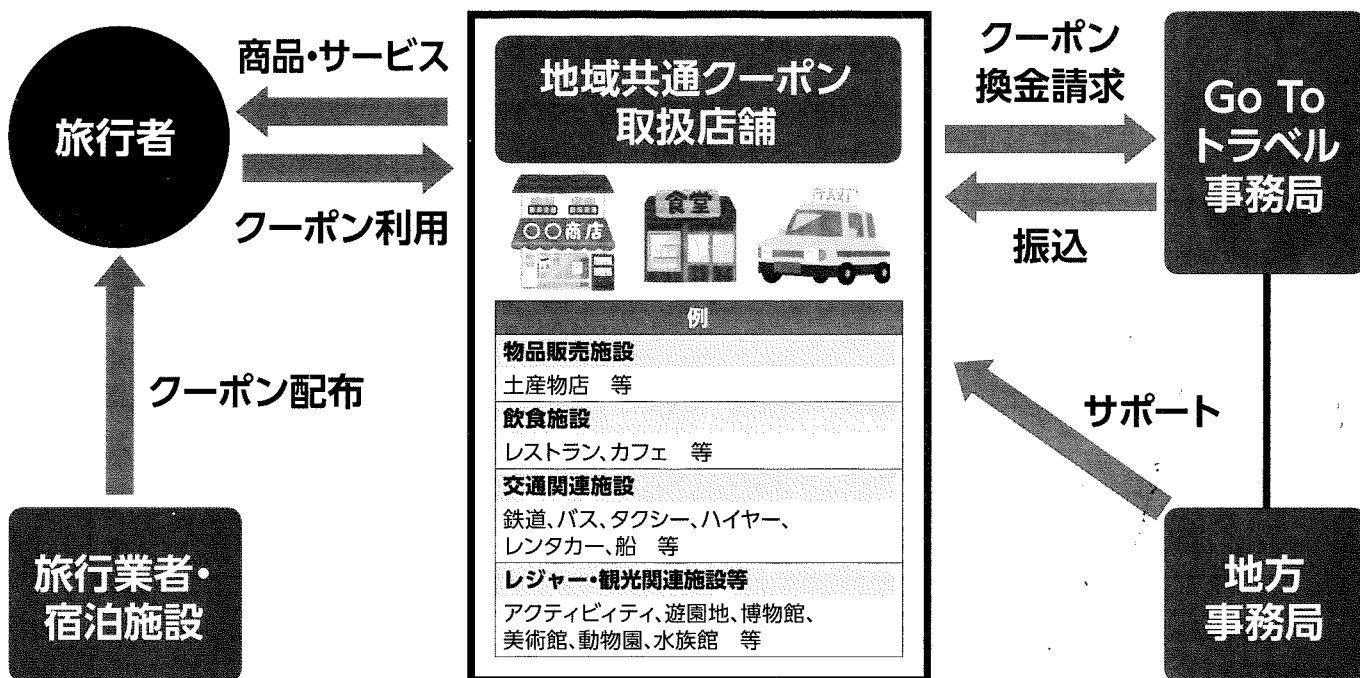 旅行者
商品・サービス
クーポン利用
クーポン配布
旅行業者・
宿泊施設
地域共通クーポン
取扱店舗
〇〇商店
食堂
TAXI
例
物品販売施設
土産物店 等
飲食施設
レストラン、カフェ 等
交通関連施設
鉄道、バス、タクシー、ハイヤー、
レンタカー、船 等
レジャー・観光関連施設等
アクティビィティ、遊園地、博物館、
美術館、動物園、水族館 等
クーポン
換金請求
振込
Go To
トラベル
事務局
サポート
地方
事務局